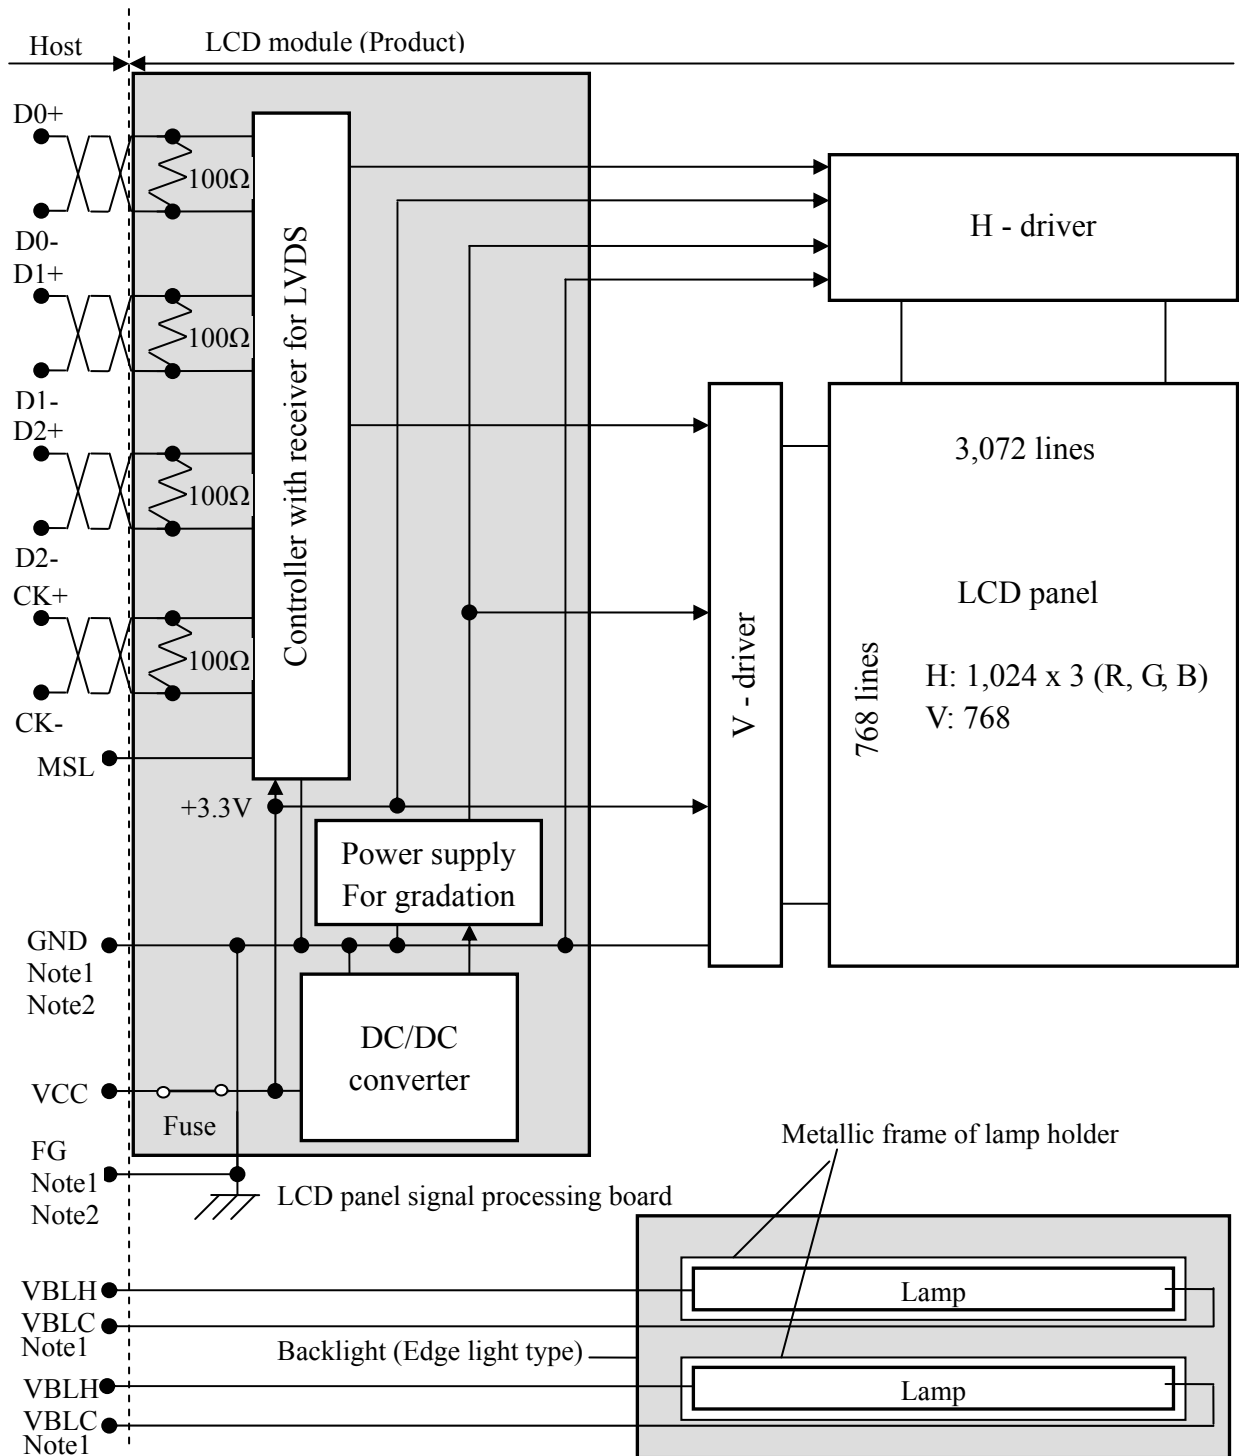 Host
LCD module (Product)
D0+
100Ω
D0-
D1+
100Ω
D1-
D2+
100Ω
D2-
CK+
100Ω
CK-
MSL
Controller with receiver for LVDS
+3.3V
Power supply
For gradation
GND
Note1
Note2
DC/DC
converter
VCC
Fuse
FG
Note1
Note2
LCD panel signal processing board
H - driver
V - driver
3,072 lines
768 lines
LCD panel
H: 1,024 x 3 (R, G, B)
V: 768
Metallic frame of lamp holder
VBLH
VBLC
Note1
Lamp
Backlight (Edge light type)
VBLH
VBLC
Note1
Lamp